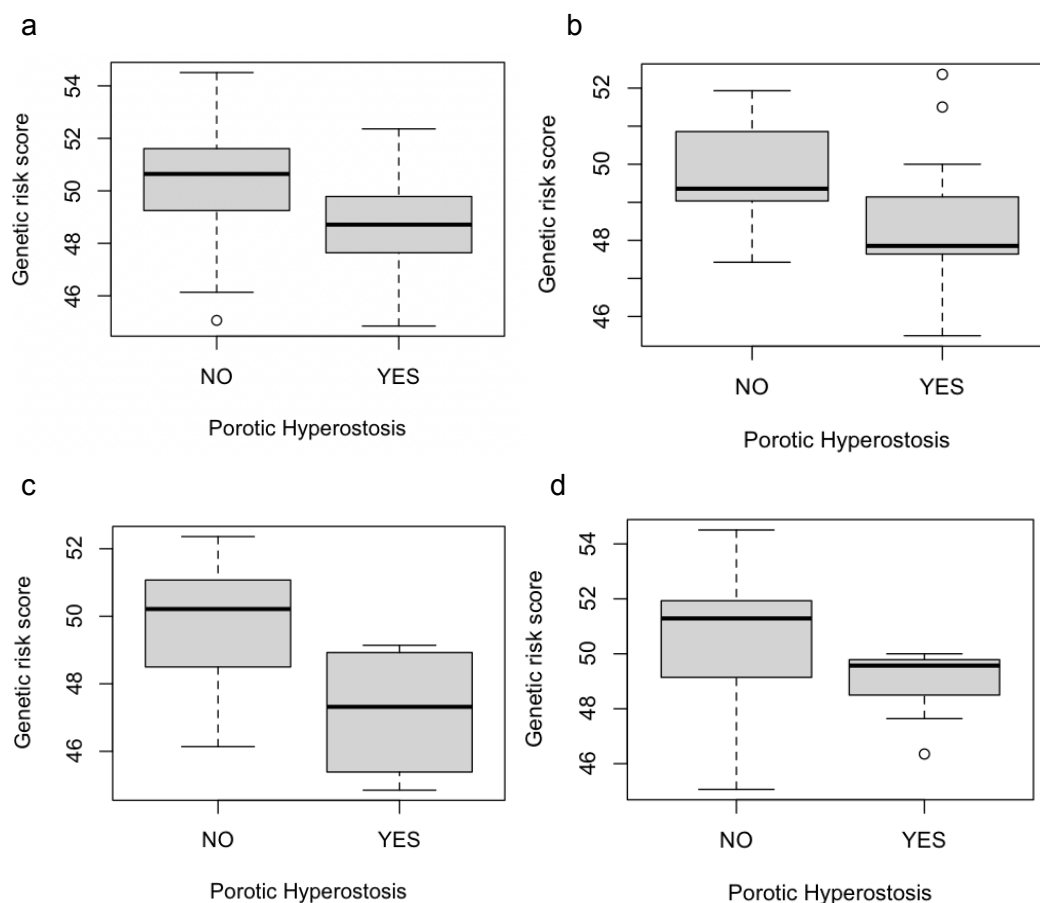 a
Genetic risk score
54
52
50
48
46
NO
YES
Porotic Hyperostosis
b
Genetic risk score
52
50
48
46
NO
YES
Porotic Hyperostosis
c
Genetic risk score
52
50
48
46
NO
YES
Porotic Hyperostosis
d
Genetic risk score
54
52
50
48
46
NO
YES
Porotic Hyperostosis